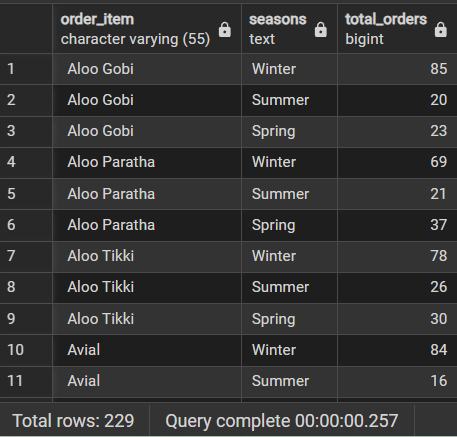 order_item seasons total_orders
character varying (55) text bigint
1 Aloo Gobi Winter 85
2 Aloo Gobi Summer 20
3 Aloo Gobi Spring 23
4 Aloo Paratha Winter 69
5 Aloo Paratha Summer 21
6 Aloo Paratha Spring 37
7 Aloo Tikki Winter 78
8 Aloo Tikki Summer 26
9 Aloo Tikki Spring 30
10 Avial Winter 84
11 Avial Summer 16
Total rows: 229 Query complete 00:00:00.257